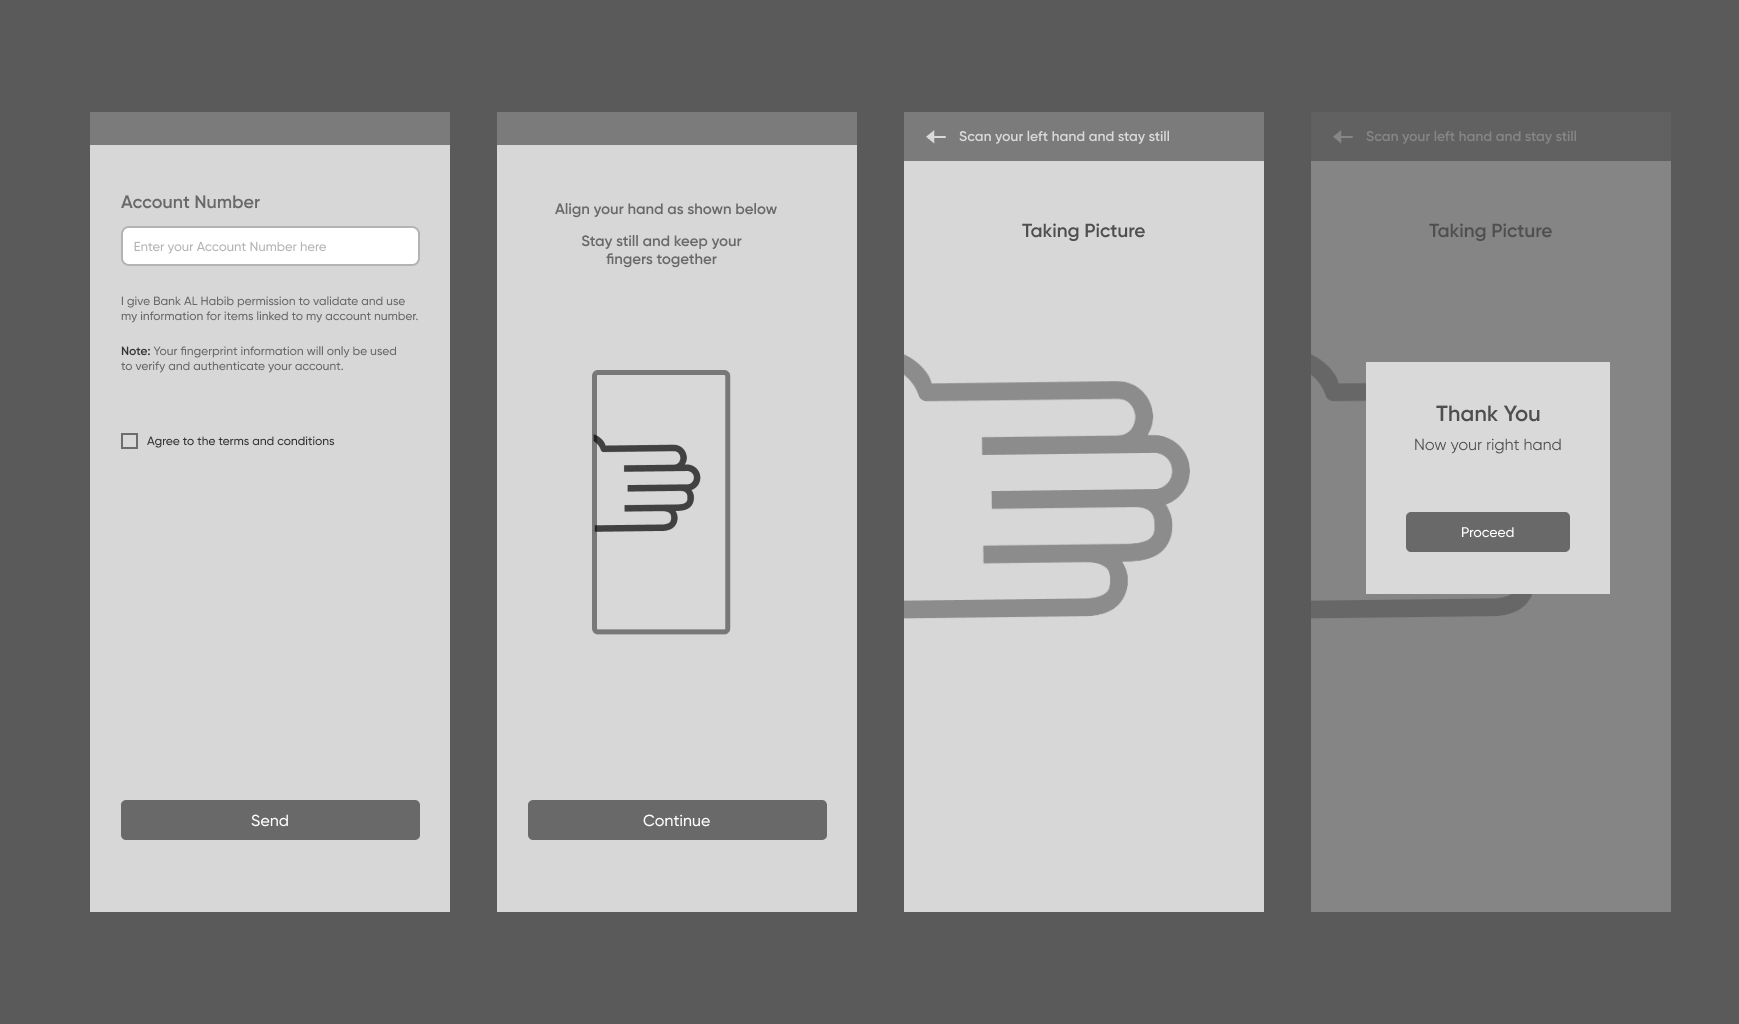 Account Number
Enter your Account Number here
I give Bank AL Habib permission to validate and use
my information for items linked to my account number.
Note: Your fingerprint information will only be used
to verify and authenticate your account.
Agree to the terms and conditions
Send
Align your hand as shown below
Stay still and keep your
fingers together
Continue
Scan your left hand and stay still
Taking Picture
Scan your left hand and stay still
Taking Picture
Thank You
Now your right hand
Proceed